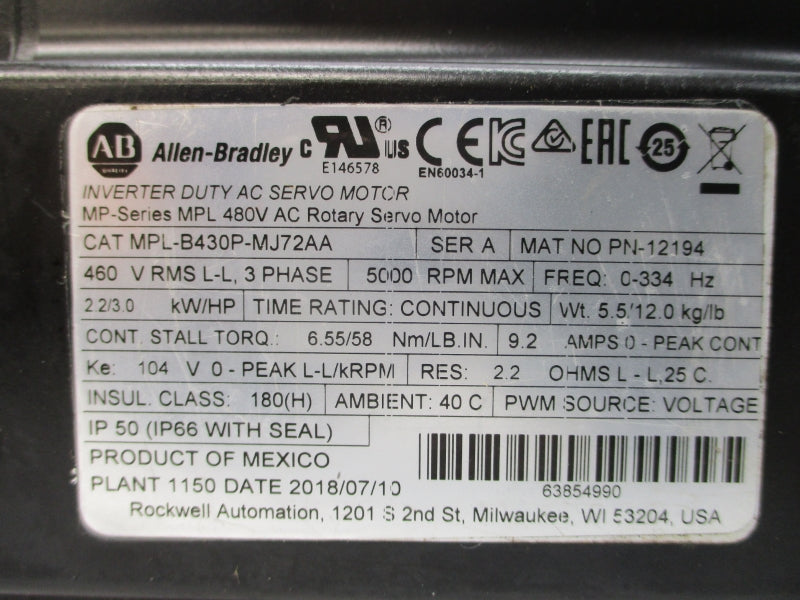 AB Allen-Bradley c RU ® US CE KC EAC 25
E146578 EN60034-1
INVERTER DUTY AC SERVO MOTOR
MP-Series MPL 480V AC Rotary Servo Motor
CAT MPL-B430P-MJ72AA SER A MAT NO PN-12194
460 V RMS L-L, 3 PHASE 5000 RPM MAX FREQ: 0-334 Hz
2.2/3.0 kW/HP TIME RATING: CONTINUOUS Wt. 5.5/12.0 kg/lb
CONT. STALL TORQ.: 6.55/58 Nm/LB.IN. 9.2 AMPS 0 - PEAK CONT
Ke: 104 V 0 - PEAK L-L/kRPM RES: 2.2 OHMS L - L,25 C.
INSUL. CLASS: 180(H) AMBIENT: 40 C PWM SOURCE: VOLTAGE
IP 50 (IP66 WITH SEAL)
PRODUCT OF MEXICO
PLANT 1150 DATE 2018/07/10
63854990
Rockwell Automation, 1201 S 2nd St, Milwaukee, WI 53204, USA